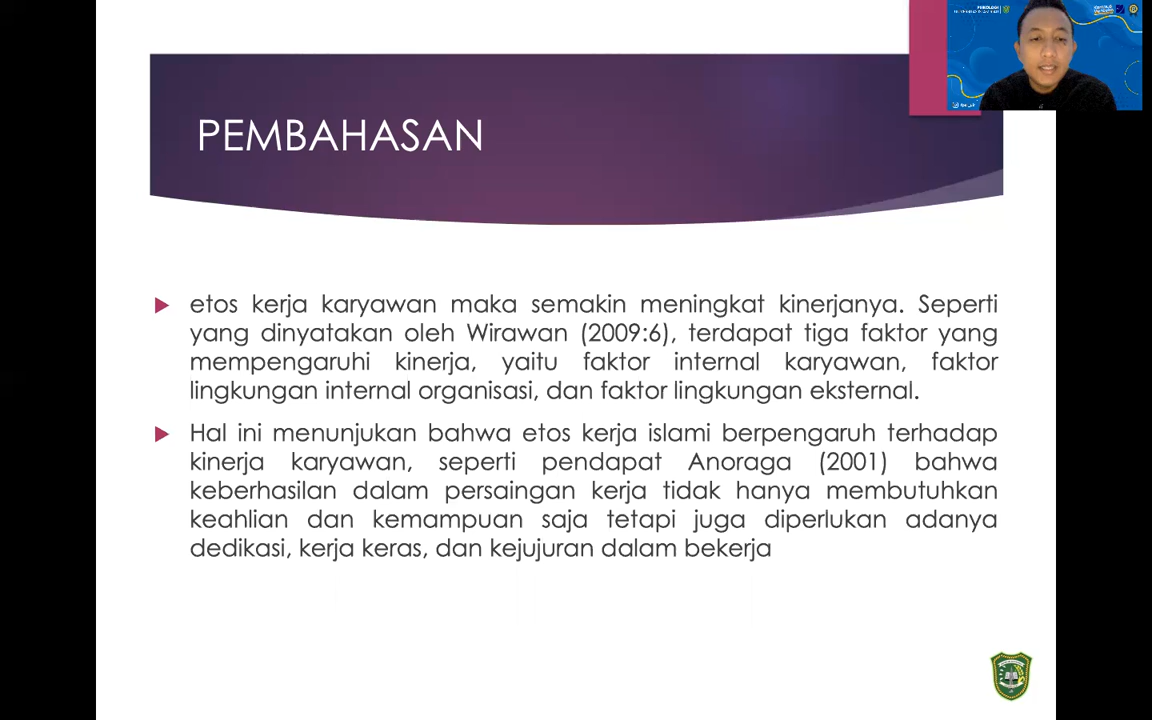 PSIKOLOGI
PEMBAHASAN
etos kerja karyawan maka semakin meningkat kinerjanya. Seperti
yang dinyatakan oleh Wirawan (2009:6), terdapat tiga faktor yang
mempengaruhi kinerja, yaitu faktor internal karyawan, faktor
lingkungan internal organisasi, dan faktor lingkungan eksternal.
Hal ini menunjukan bahwa etos kerja islami berpengaruh terhadap
kinerja karyawan, seperti pendapat Anoraga (2001) bahwa
keberhasilan dalam persaingan kerja tidak hanya membutuhkan
keahlian dan kemampuan saja tetapi juga diperlukan adanya
dedikasi, kerja keras, dan kejujuran dalam bekerja